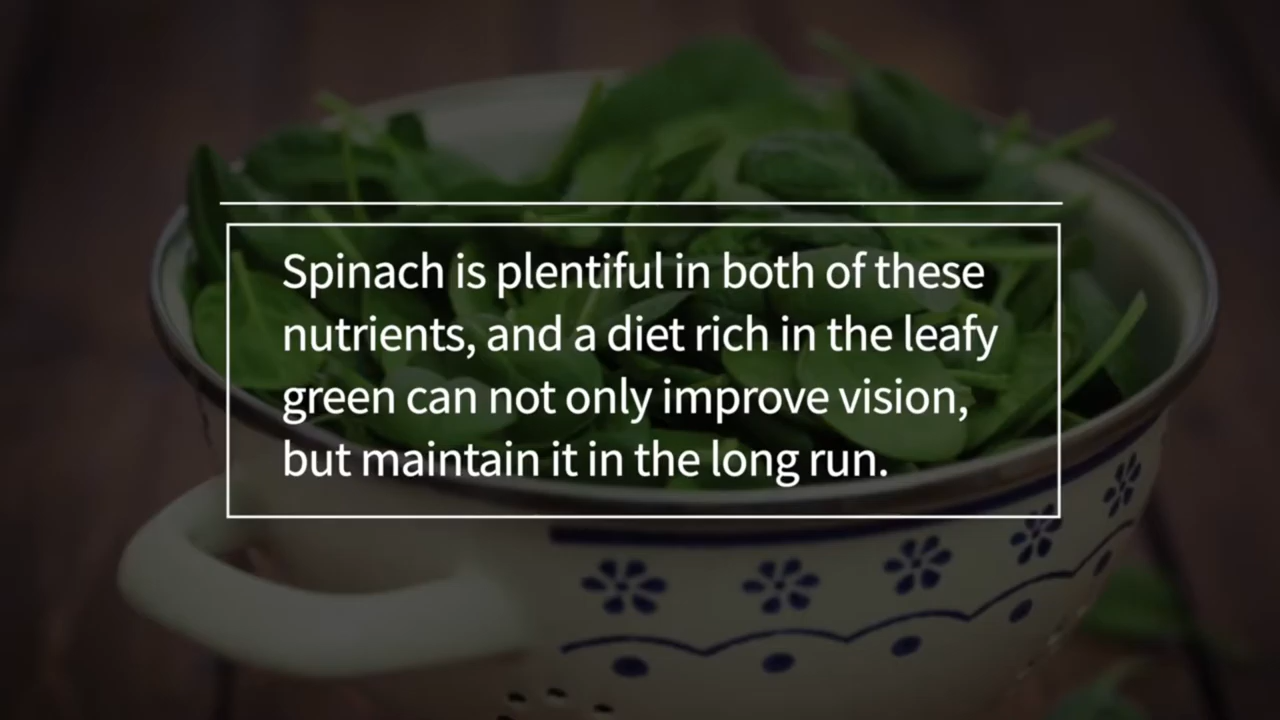 Spinach is plentiful in both of these
nutrients, and a diet rich in the leafy
green can not only improve vision,
but maintain it in the long run.